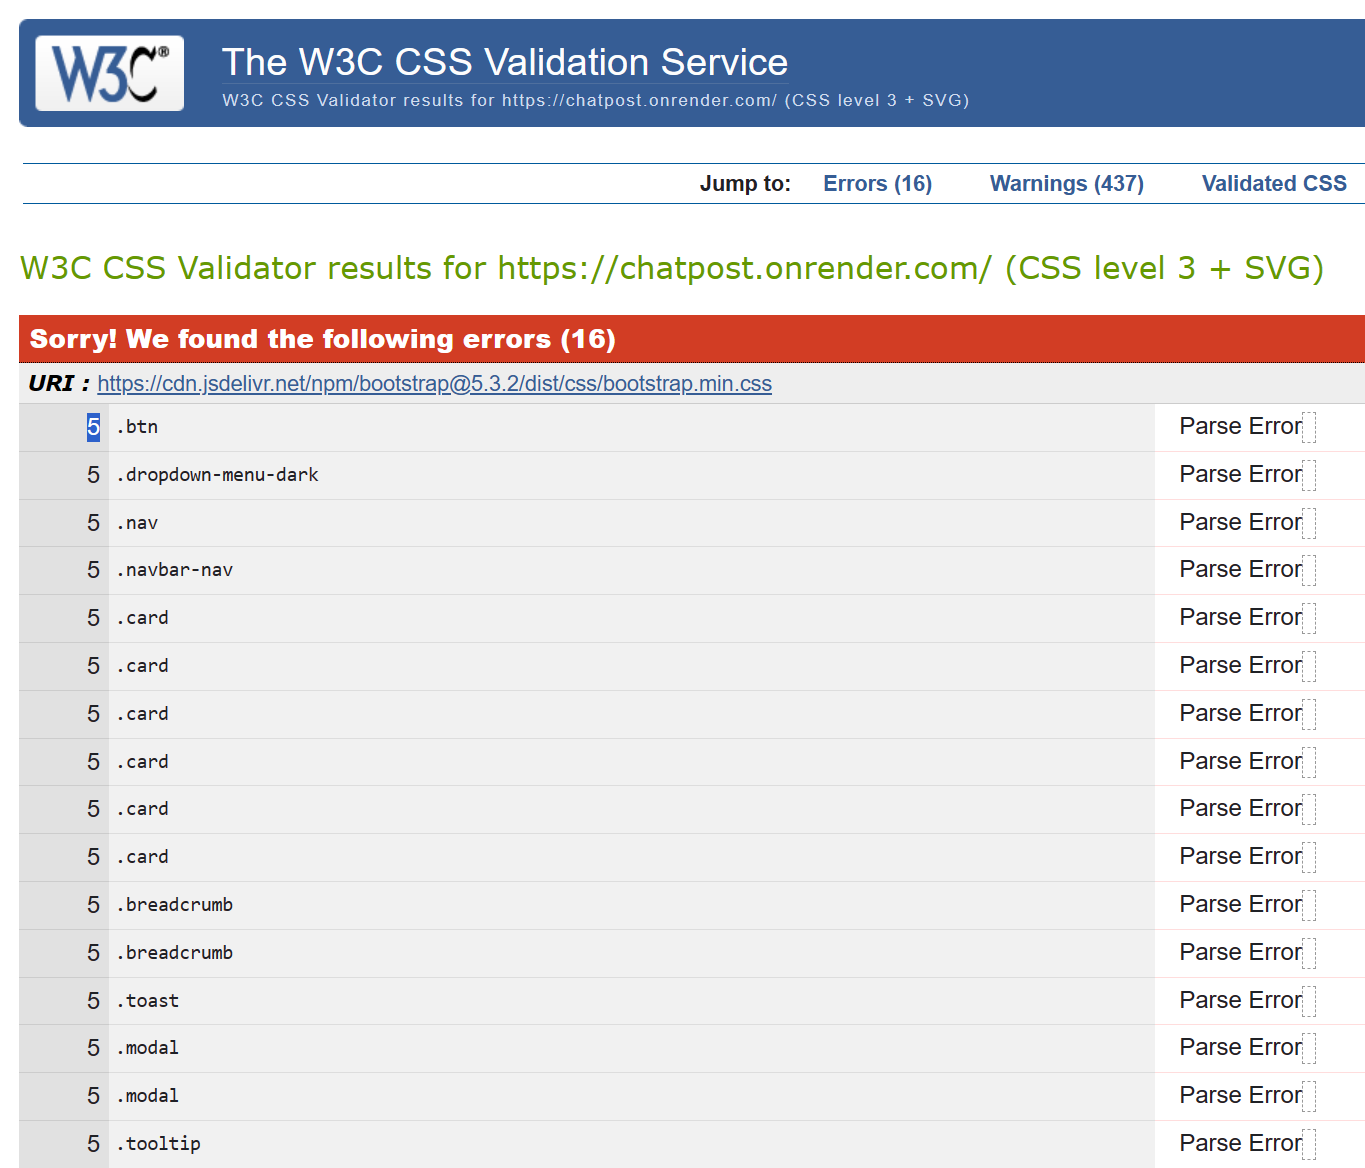 W3C®
The W3C CSS Validation Service
W3C CSS Validator results for https://chatpost.onrender.com/ (CSS level 3 + SVG)
Jump to: Errors (16) Warnings (437) Validated CSS
W3C CSS Validator results for https://chatpost.onrender.com/ (CSS level 3 + SVG)
Sorry! We found the following errors (16)
URI : https://cdn.jsdelivr.net/npm/bootstrap@5.3.2/dist/css/bootstrap.min.css
5 .btn Parse Error
5 .dropdown-menu-dark Parse Error
5 .nav Parse Error
5 .navbar-nav Parse Error
5 .card Parse Error
5 .card Parse Error
5 .card Parse Error
5 .card Parse Error
5 .card Parse Error
5 .card Parse Error
5 .breadcrumb Parse Error
5 .breadcrumb Parse Error
5 .toast Parse Error
5 .modal Parse Error
5 .modal Parse Error
5 .tooltip Parse Error